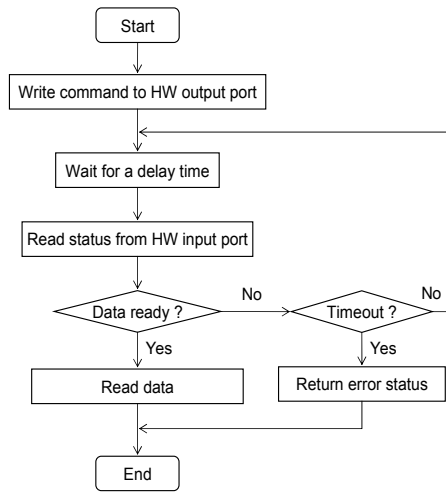 Start
Write command to HW output port
Wait for a delay time
Read status from HW input port
Data ready ?
No
Timeout ?
No
Yes
Yes
Read data
Return error status
End